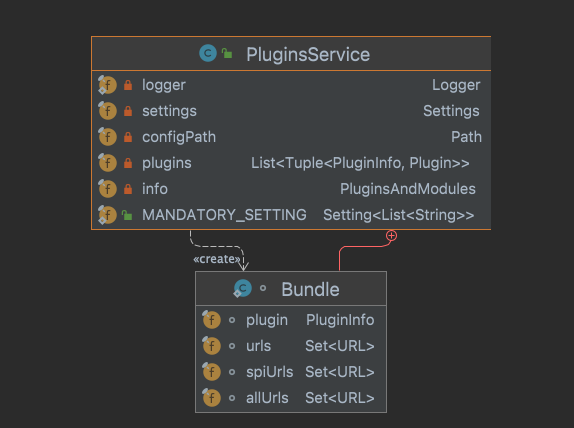 PluginsService
logger Logger
settings Settings
configPath Path
plugins List<Tuple<PluginInfo, Plugin>>
info PluginsAndModules
MANDATORY_SETTING Setting<List<String>>
«create»
Bundle
plugin PluginInfo
urls Set<URL>
spiUrls Set<URL>
allUrls Set<URL>